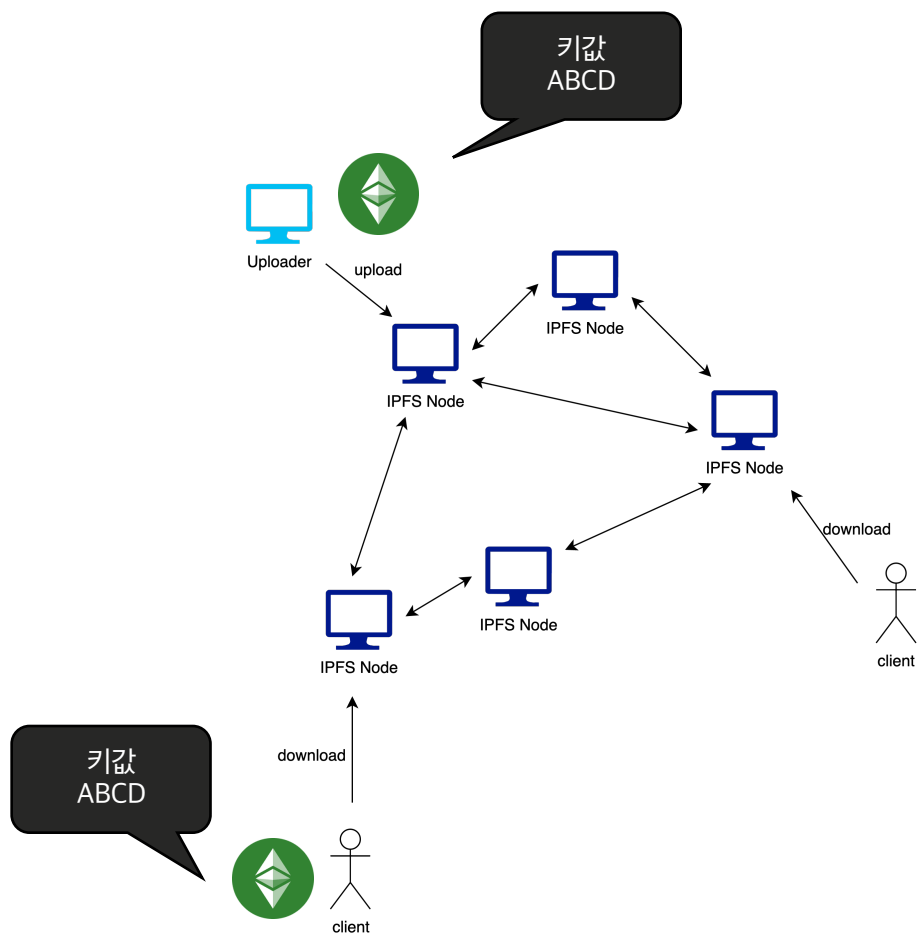 키값
ABCD
Uploader
upload
IPFS Node
IPFS Node
IPFS Node
download
IPFS Node
IPFS Node
client
키값
ABCD
download
client